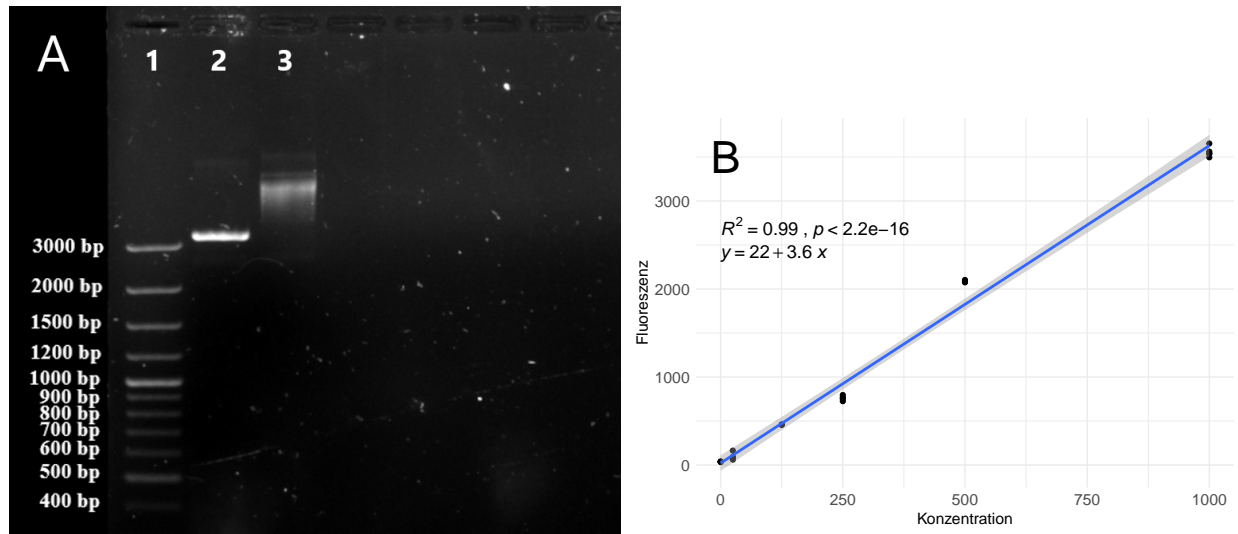 A
1 2 3
3000 bp
2000 bp
1500 bp
1200 bp
1000 bp
900 bp
800 bp
700 bp
600 bp
500 bp
400 bp
B
R² = 0.99 , p < 2.2e−16
y = 22 + 3.6 x
Fluoreszenz
3000
2000
1000
0
0 250 500 750 1000
Konzentration